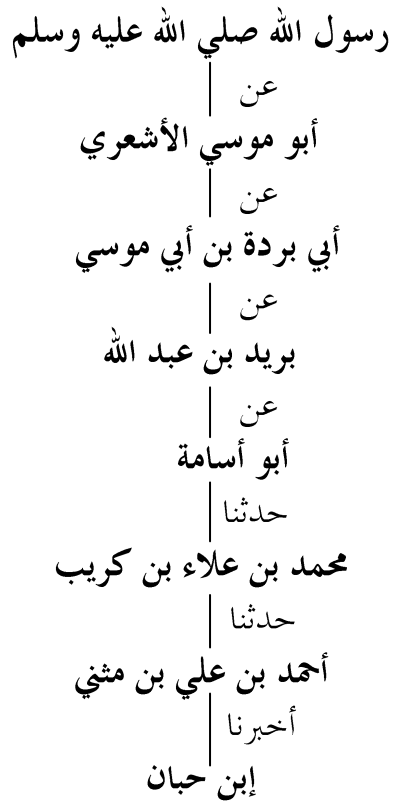 رسول الله صلي الله عليه وسلم
عن
أبو موسي الأشعري
عن
أبي بردة بن أبي موسي
عن
بريد بن عبد الله
عن
أبو أسامة
حدثنا
محمد بن علاء بن كريب
حدثنا
أحمد بن علي بن مثني
أخبرنا
إبن حبان